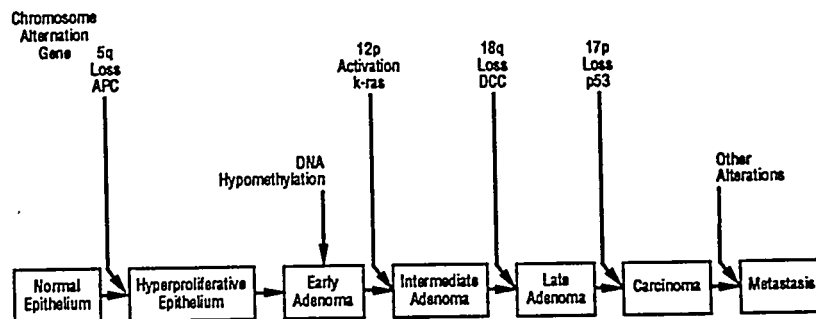 Chromosome
Alternation
Gene
5q
Loss
APC
12p
Activation
k-ras
18q
Loss
DCC
17p
Loss
p53
DNA
Hypomethylation
Other
Alterations
Normal
Epithelium
Hyperproliferative
Epithelium
Early
Adenoma
Intermediate
Adenoma
Late
Adenoma
Carcinoma
Metastasis